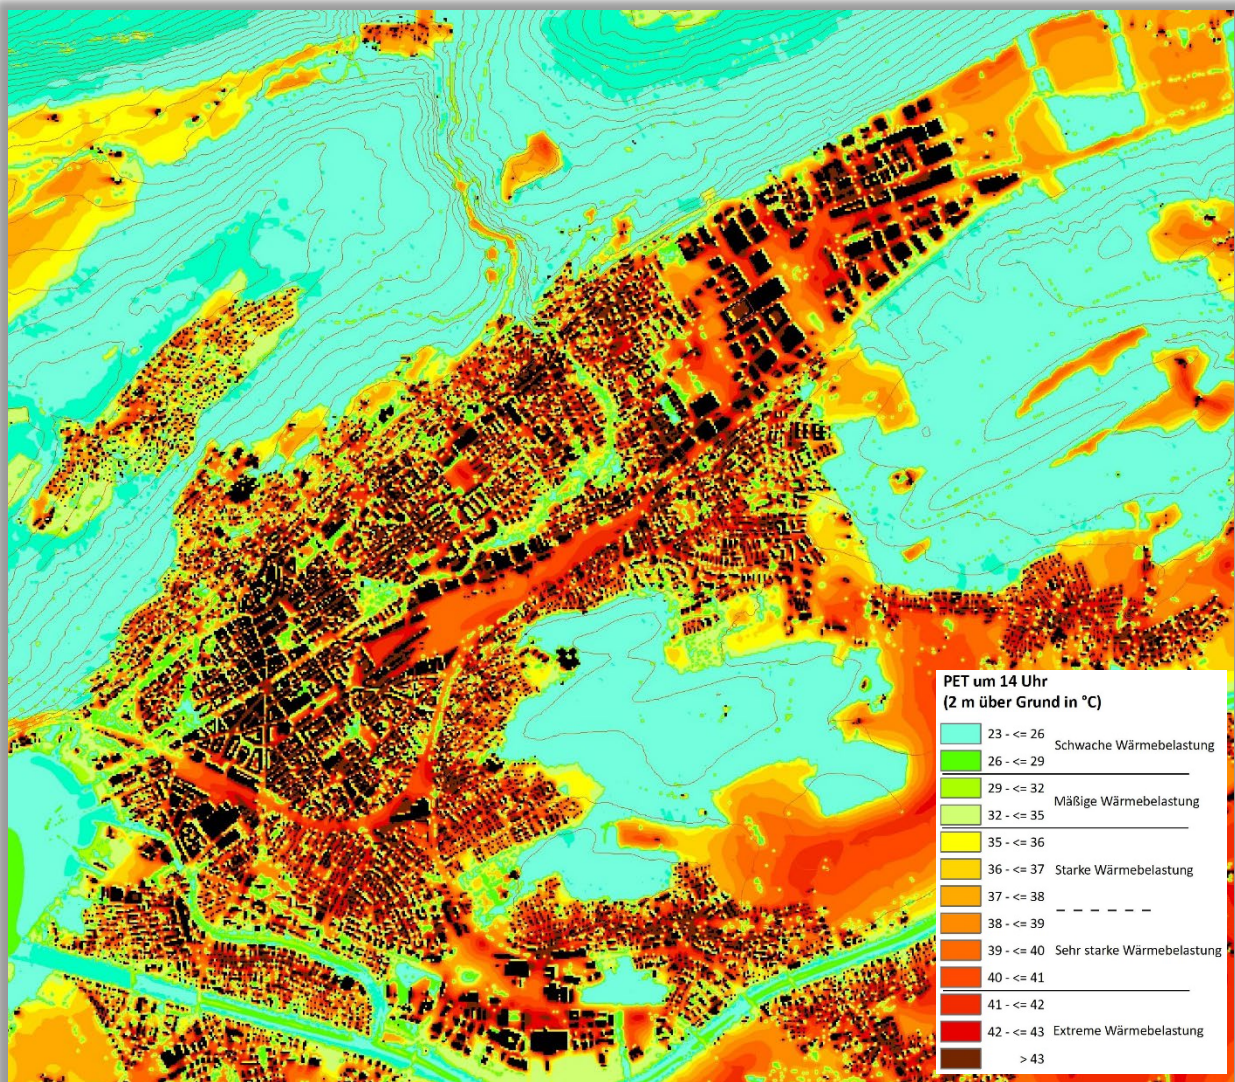 PET um 14 Uhr
(2 m über Grund in °C)
23 - <= 26
Schwache Wärmebelastung
26 - <= 29
29 - <= 32
Mäßige Wärmebelastung
32 - <= 35
35 - <= 36
36 - <= 37 Starke Wärmebelastung
37 - <= 38
38 - <= 39
39 - <= 40 Sehr starke Wärmebelastung
40 - <= 41
41 - <= 42
42 - <= 43 Extreme Wärmebelastung
> 43